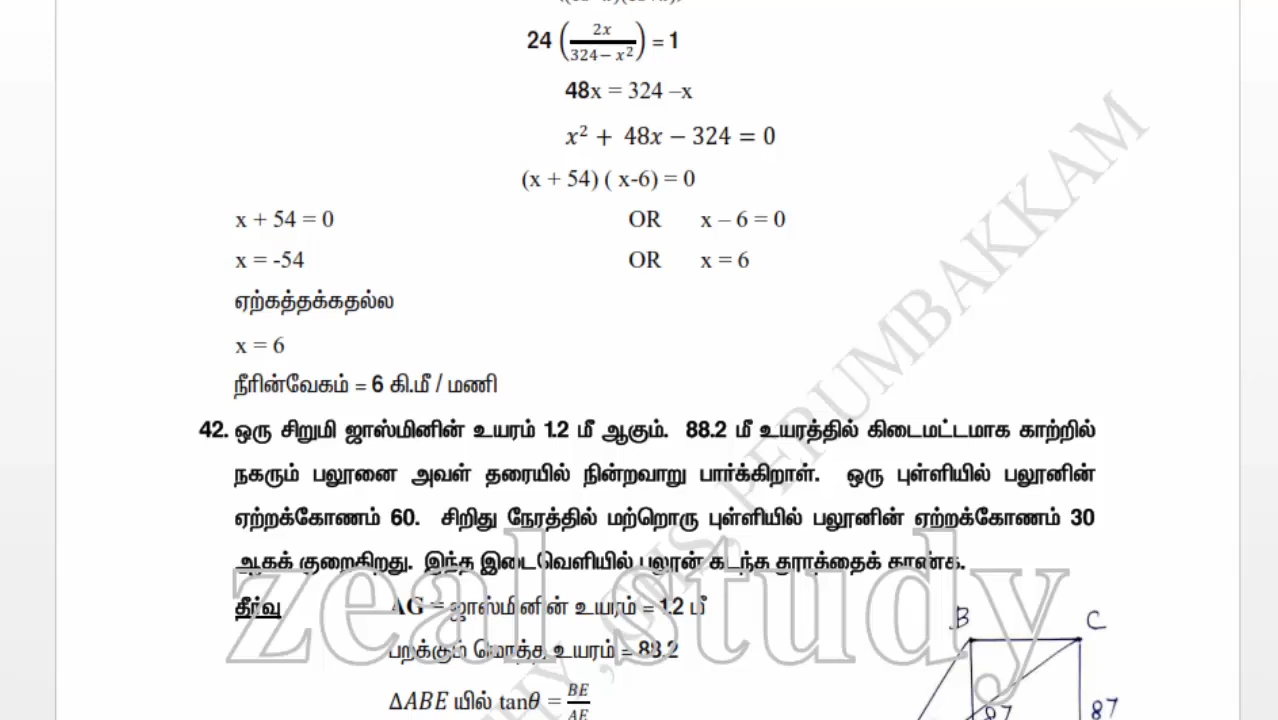 24 (2x / 324 – x²) = 1
48x = 324 –x
x² + 48x − 324 = 0
(x + 54) ( x-6) = 0
x + 54 = 0 OR x – 6 = 0
x = -54 OR x = 6
ஏற்கத்தக்கதல்ல
x = 6
நீரின்வேகம் = 6 கி.மீ / மணி
42. ஒரு சிறுமி ஜாஸ்மினின் உயரம் 1.2 மீ ஆகும். 88.2 மீ உயரத்தில் கிடைமட்டமாக காற்றில்
நகரும் பலூனை அவள் தரையில் நின்றவாறு பார்க்கிறாள். ஒரு புள்ளியில் பலூனின்
ஏற்றக்கோணம் 60. சிறிது நேரத்தில் மற்றொரு புள்ளியில் பலூனின் ஏற்றக்கோணம் 30
ஆகக் குறைகிறது. இந்த இடைவெளியில் பலூன் கடந்த தூரத்தைக் காண்க.
தீர்வு AG = ஜாஸ்மினின் உயரம் = 1.2 மீ
பறக்கும் மொத்த உயரம் = 88.2
ΔABE யில் tanθ = BE / AE
B C
87 87
zeal study
PERUMBAKKAM